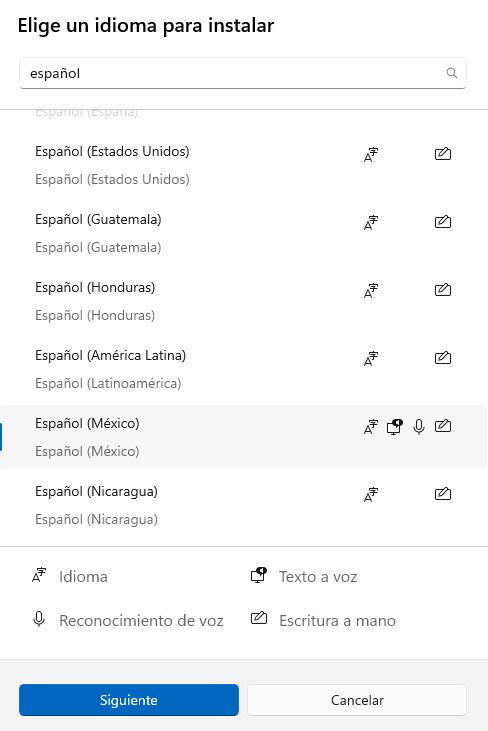 Elige un idioma para instalar
español
Español (España)
Español (Estados Unidos)
Español (Estados Unidos)
Español (Guatemala)
Español (Guatemala)
Español (Honduras)
Español (Honduras)
Español (América Latina)
Español (Latinoamérica)
Español (México)
Español (México)
Español (Nicaragua)
Español (Nicaragua)
Idioma
Texto a voz
Reconocimiento de voz
Escritura a mano
Siguiente
Cancelar